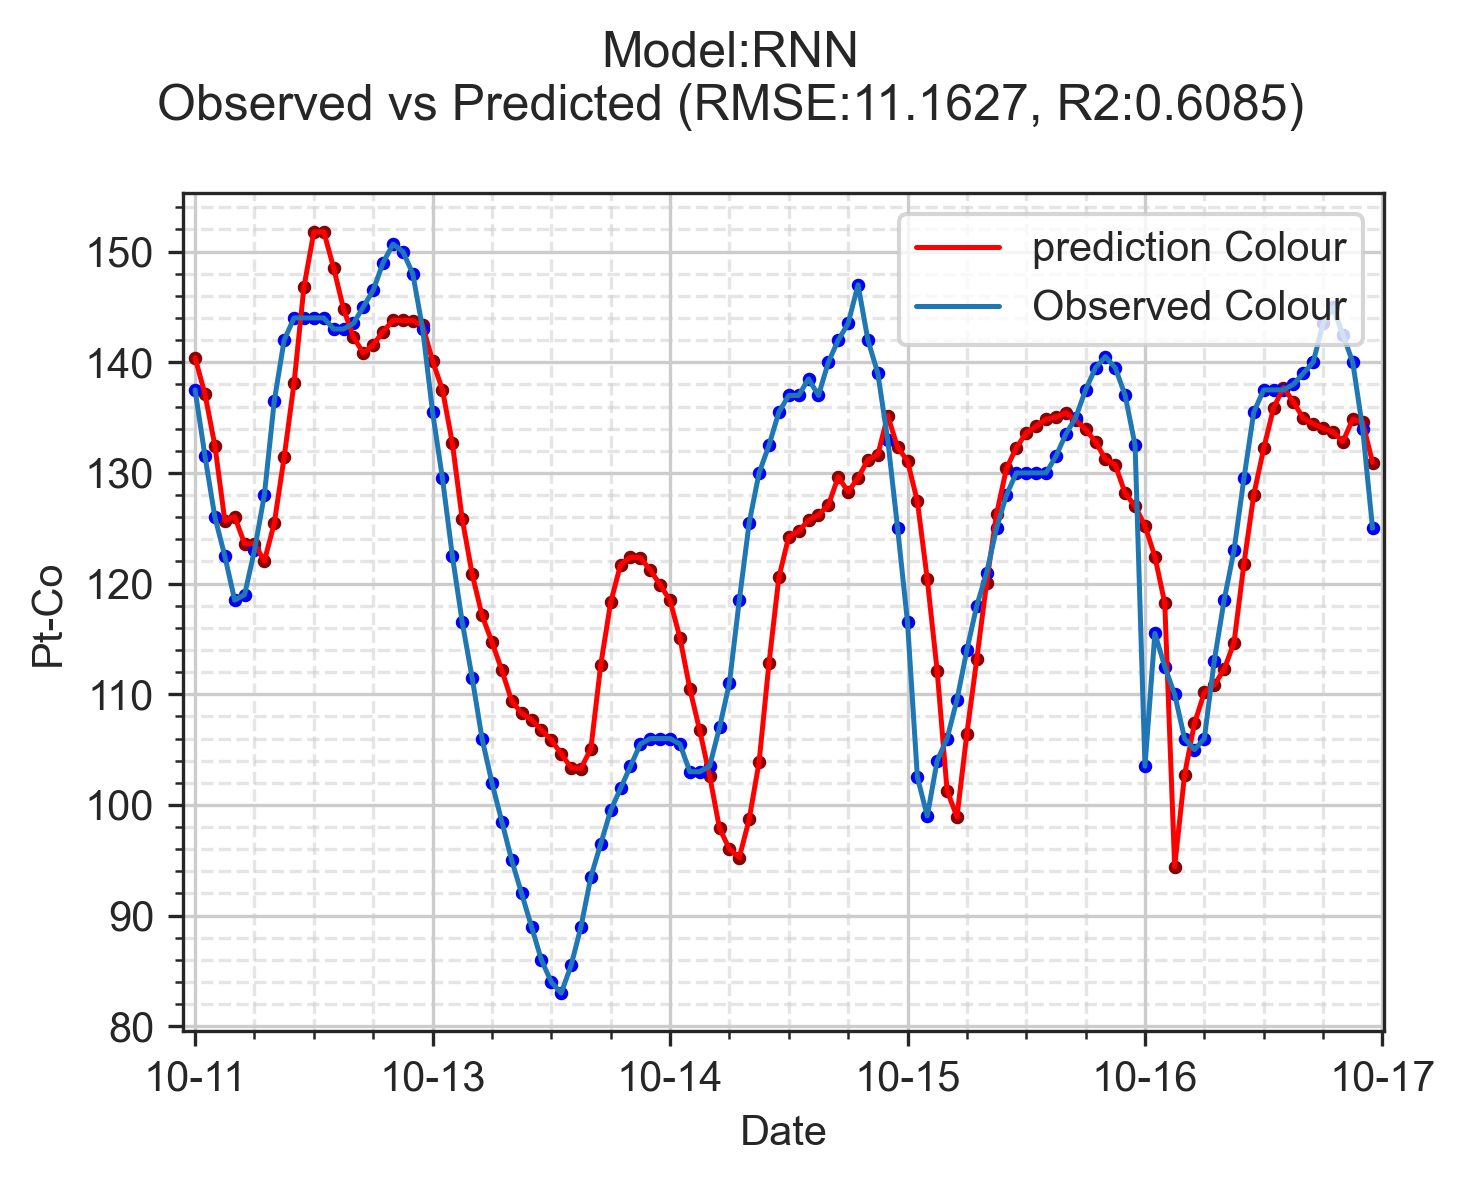 Model:RNN
Observed vs Predicted (RMSE:11.1627, R2:0.6085)
prediction Colour
Observed Colour
Pt-Co
150
140
130
120
110
100
90
80
10-11 10-13 10-14 10-15 10-16 10-17
Date